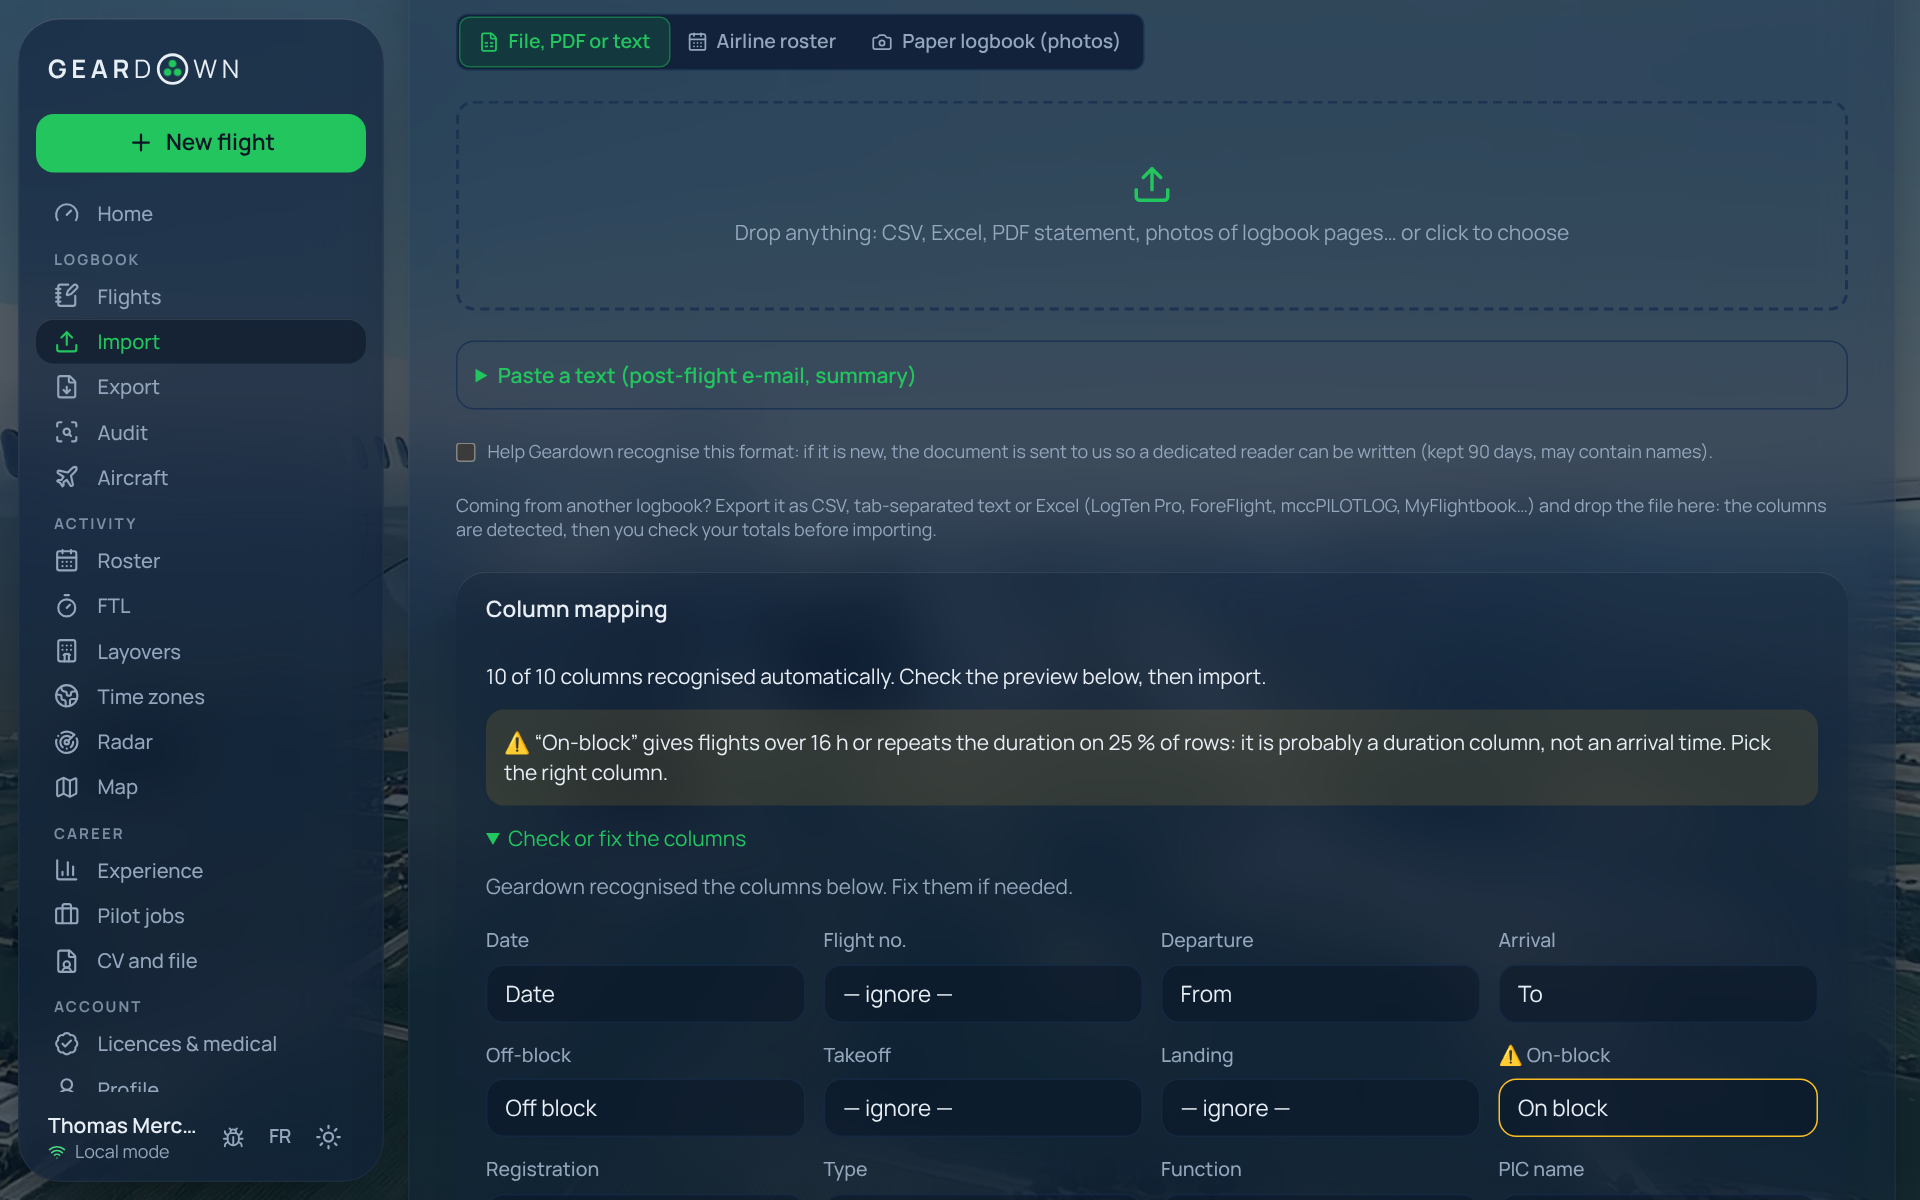 GEARDOWN
New flight
Home
LOGBOOK
Flights
Import
Export
Audit
Aircraft
ACTIVITY
Roster
FTL
Layovers
Time zones
Radar
Map
CAREER
Experience
Pilot jobs
CV and file
ACCOUNT
Licences & medical
Profile
Thomas Merc...
Local mode
FR
File, PDF or text
Airline roster
Paper logbook (photos)
Drop anything: CSV, Excel, PDF statement, photos of logbook pages... or click to choose
Paste a text (post-flight e-mail, summary)
Help Geardown recognise this format: if it is new, the document is sent to us so a dedicated reader can be written (kept 90 days, may contain names).
Coming from another logbook? Export it as CSV, tab-separated text or Excel (LogTen Pro, ForeFlight, mccPILOTLOG, MyFlightbook...) and drop the file here: the columns
are detected, then you check your totals before importing.
Column mapping
10 of 10 columns recognised automatically. Check the preview below, then import.
⚠️ “On-block” gives flights over 16 h or repeats the duration on 25 % of rows: it is probably a duration column, not an arrival time. Pick
the right column.
Check or fix the columns
Geardown recognised the columns below. Fix them if needed.
Date
Flight no.
Departure
Arrival
Date
— ignore —
From
To
Off-block
Takeoff
Landing
⚠️ On-block
Off block
— ignore —
— ignore —
On block
Registration
Type
Function
PIC name